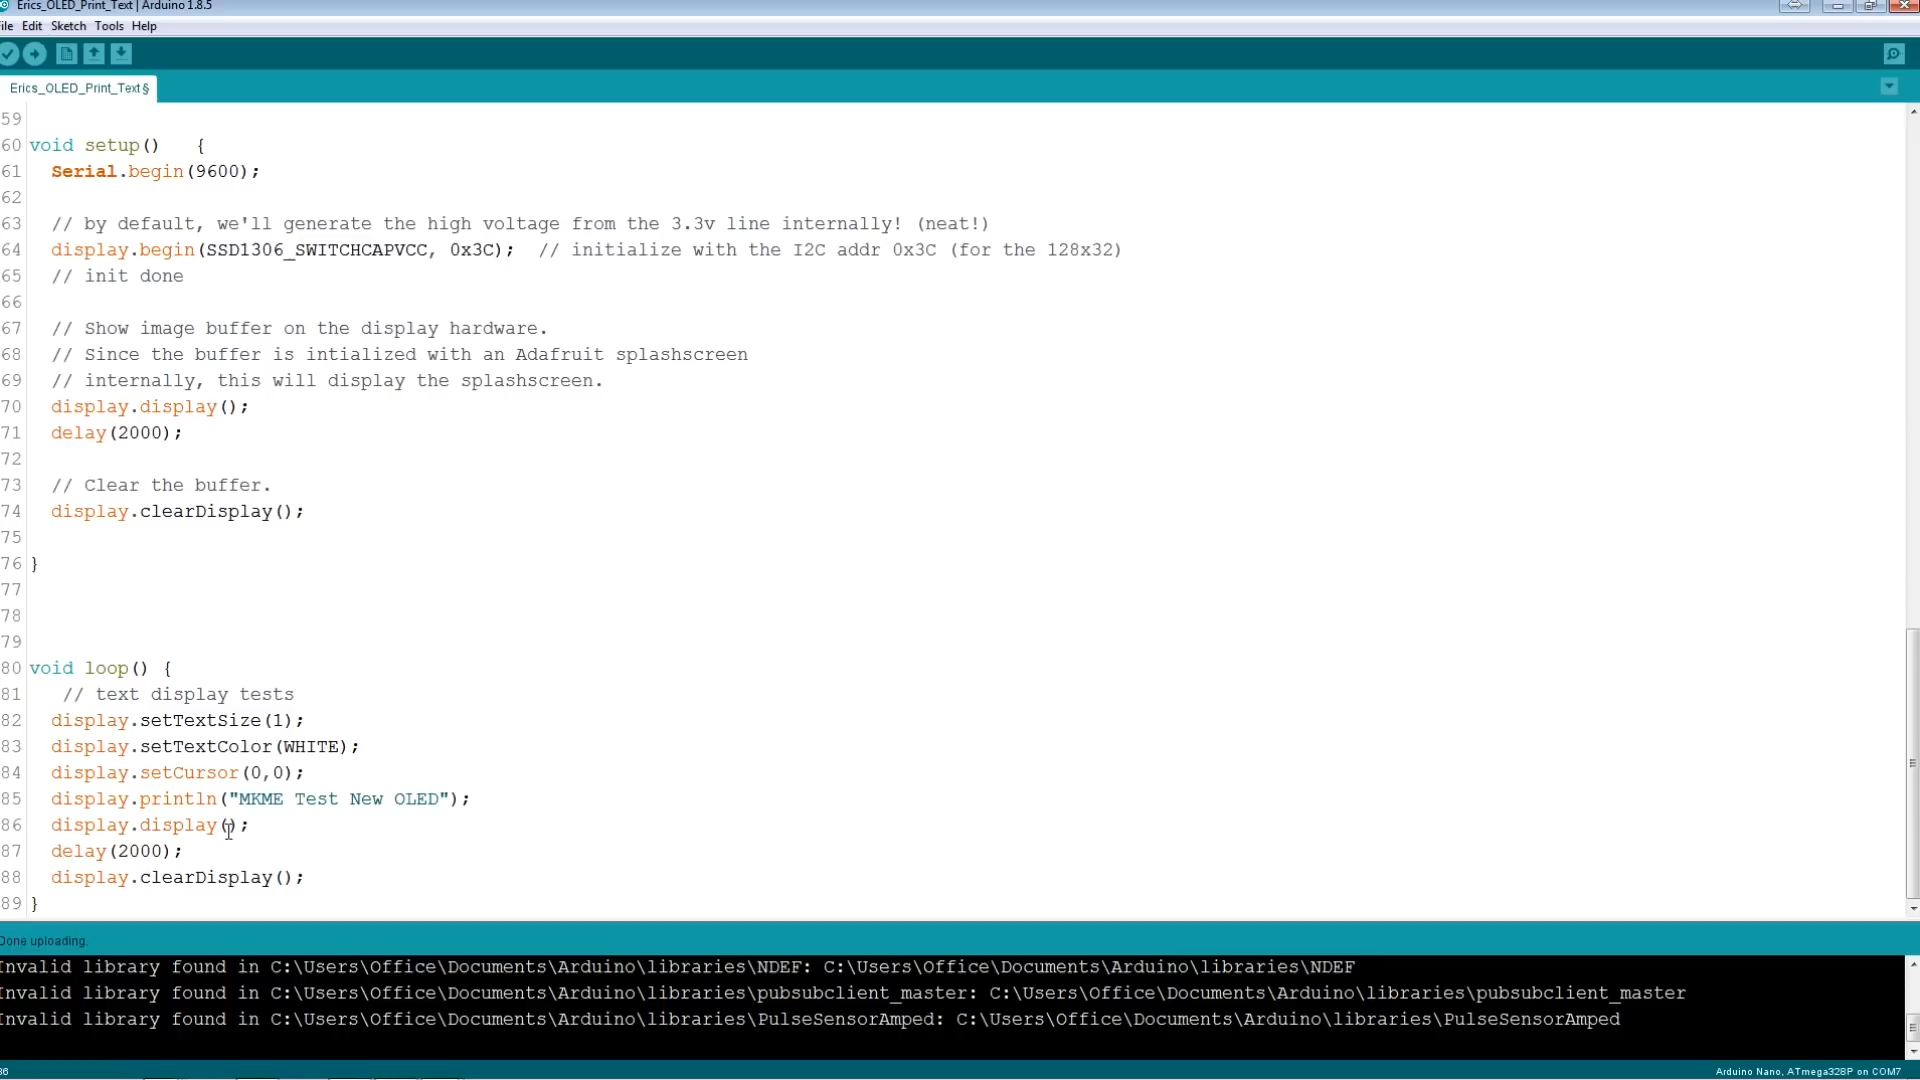 Erics_OLED_Print_Text | Arduino 1.8.5
ile Edit Sketch Tools Help
Erics_OLED_Print_Text§
59
60 void setup()   {
61   Serial.begin(9600);
62
63   // by default, we'll generate the high voltage from the 3.3v line internally! (neat!)
64   display.begin(SSD1306_SWITCHCAPVCC, 0x3C);  // initialize with the I2C addr 0x3C (for the 128x32)
65   // init done
66
67   // Show image buffer on the display hardware.
68   // Since the buffer is intialized with an Adafruit splashscreen
69   // internally, this will display the splashscreen.
70   display.display();
71   delay(2000);
72
73   // Clear the buffer.
74   display.clearDisplay();
75
76 }
77
78
79
80 void loop() {
81    // text display tests
82   display.setTextSize(1);
83   display.setTextColor(WHITE);
84   display.setCursor(0,0);
85   display.println("MKME Test New OLED");
86   display.display();
87   delay(2000);
88   display.clearDisplay();
89 }
Done uploading.
Invalid library found in C:\Users\Office\Documents\Arduino\libraries\NDEF: C:\Users\Office\Documents\Arduino\libraries\NDEF
Invalid library found in C:\Users\Office\Documents\Arduino\libraries\pubsubclient_master: C:\Users\Office\Documents\Arduino\libraries\pubsubclient_master
Invalid library found in C:\Users\Office\Documents\Arduino\libraries\PulseSensorAmped: C:\Users\Office\Documents\Arduino\libraries\PulseSensorAmped
86 Arduino Nano, ATmega328P on COM7